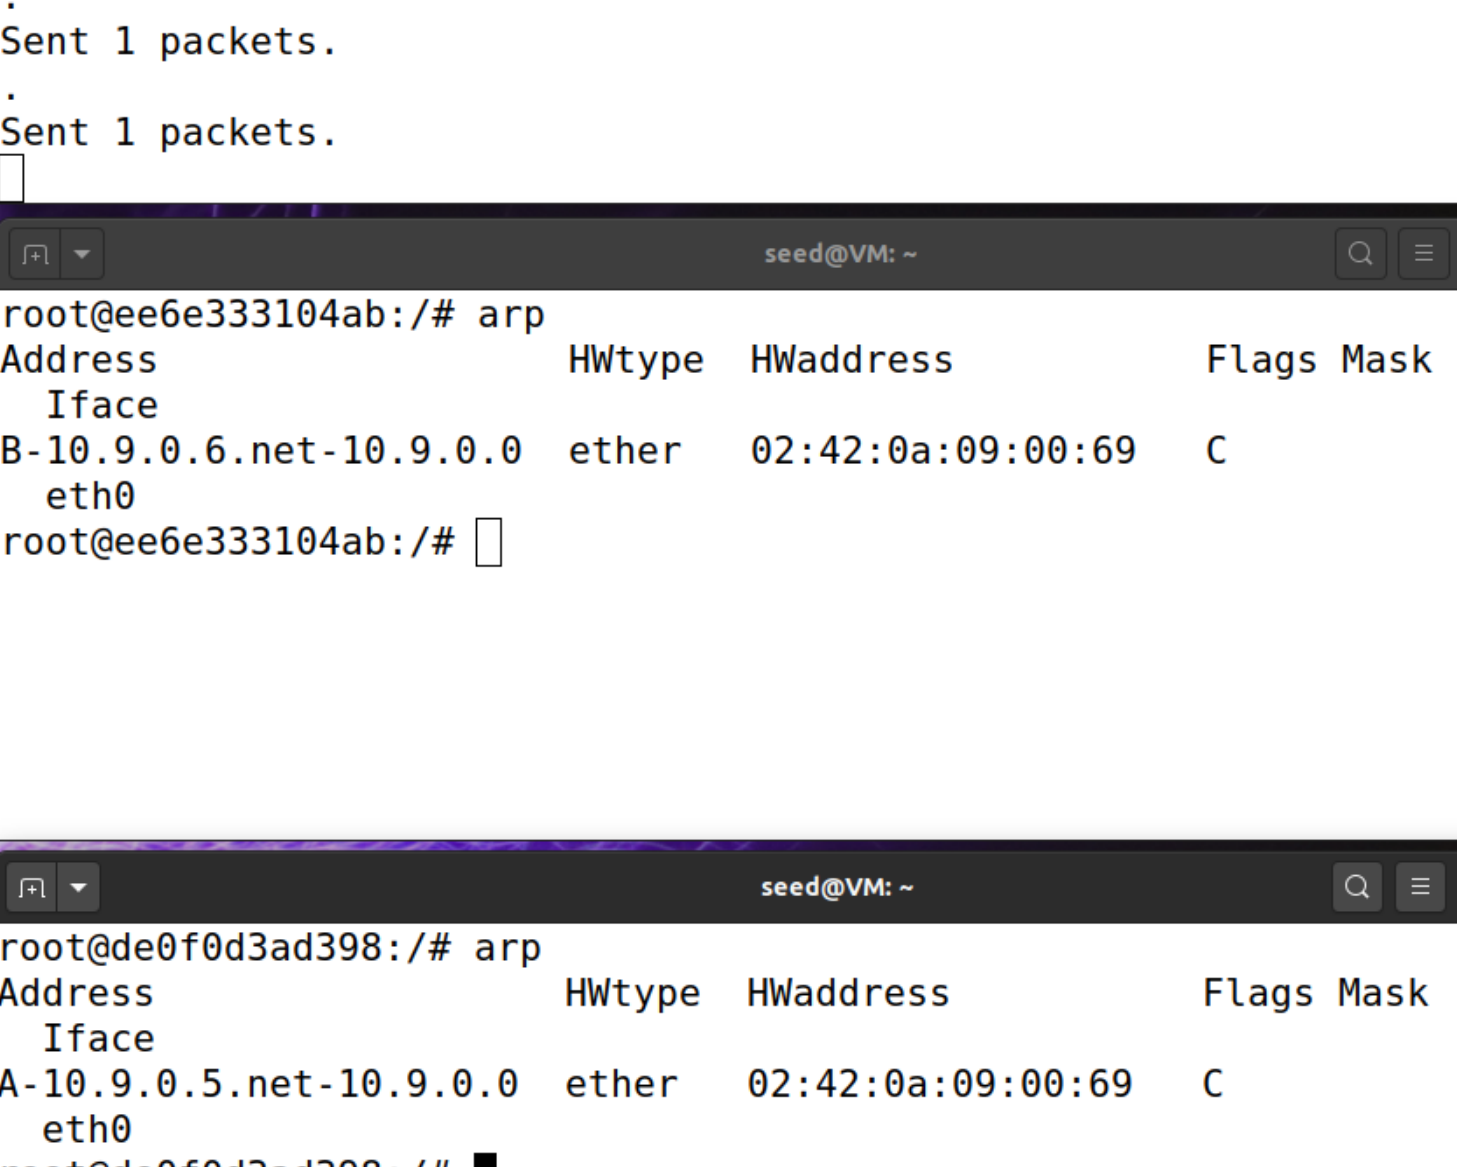 .
Sent 1 packets.
.
Sent 1 packets.
seed@VM: ~
root@ee6e333104ab:/# arp
Address HWtype HWaddress Flags Mask
Iface
B-10.9.0.6.net-10.9.0.0 ether 02:42:0a:09:00:69 C
eth0
root@ee6e333104ab:/#
seed@VM: ~
root@de0f0d3ad398:/# arp
Address HWtype HWaddress Flags Mask
Iface
A-10.9.0.5.net-10.9.0.0 ether 02:42:0a:09:00:69 C
eth0
root@de0f0d3ad398:/#